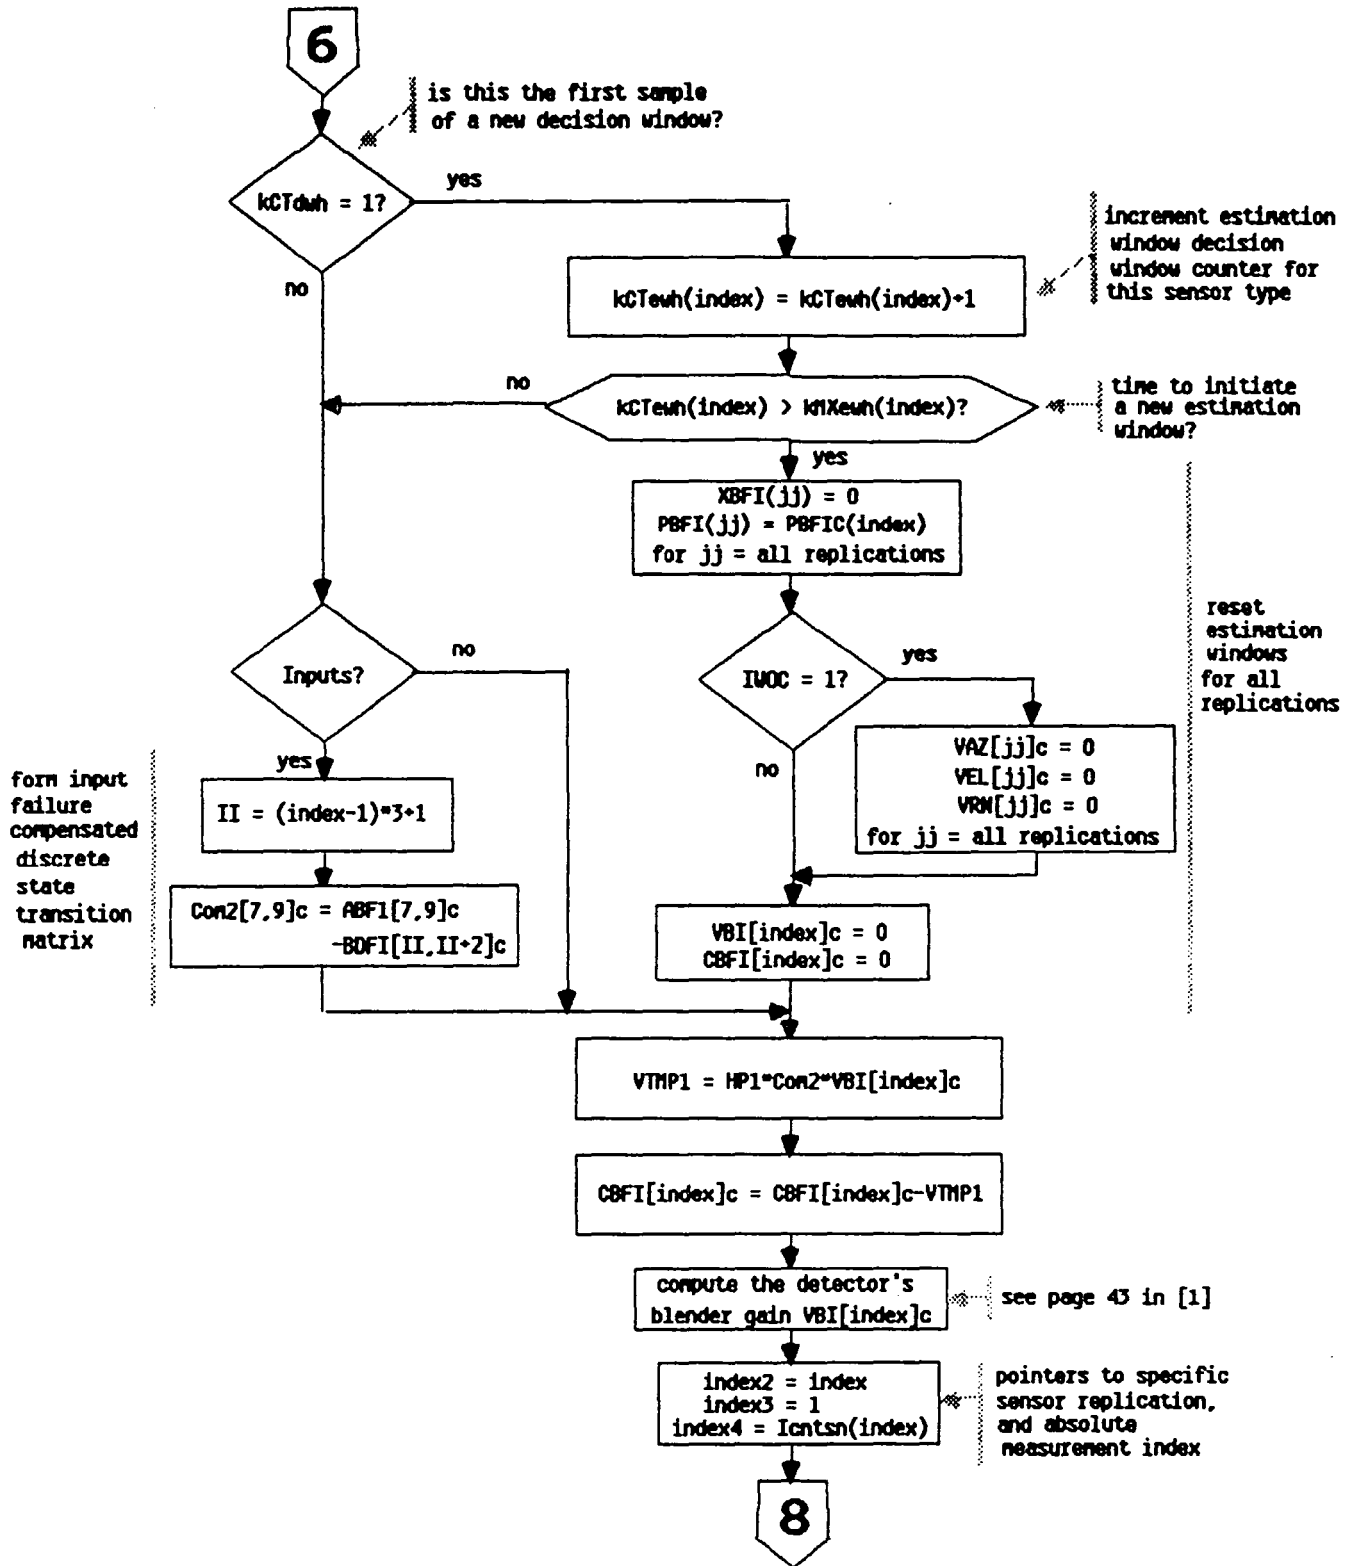 6
is this the first sample
of a new decision window?
kCTdwh = 1?
yes
no
increment estimation
window decision
window counter for
this sensor type
kCTewh(index) = kCTewh(index)+1
no
kCTewh(index) > kMXewh(index)?
time to initiate
a new estimation
window?
yes
XBFI(jj) = 0
PBFI(jj) = PBFIC(index)
for jj = all replications
reset
estimation
windows
for all
replications
Inputs?
no
IWOC = 1?
yes
no
VAZ[jj]c = 0
VEL[jj]c = 0
VRN[jj]c = 0
for jj = all replications
yes
form input
failure
compensated
discrete
state
transition
matrix
II = (index-1)*3+1
Com2[7,9]c = ABF1[7,9]c
-BDFI[II,II+2]c
VBI[index]c = 0
CBFI[index]c = 0
VTMP1 = HP1*Com2*VBI[index]c
CBFI[index]c = CBFI[index]c-VTMP1
compute the detector's
blender gain VBI[index]c
see page 43 in [1]
index2 = index
index3 = 1
index4 = Icntsn(index)
pointers to specific
sensor replication,
and absolute
measurement index
8